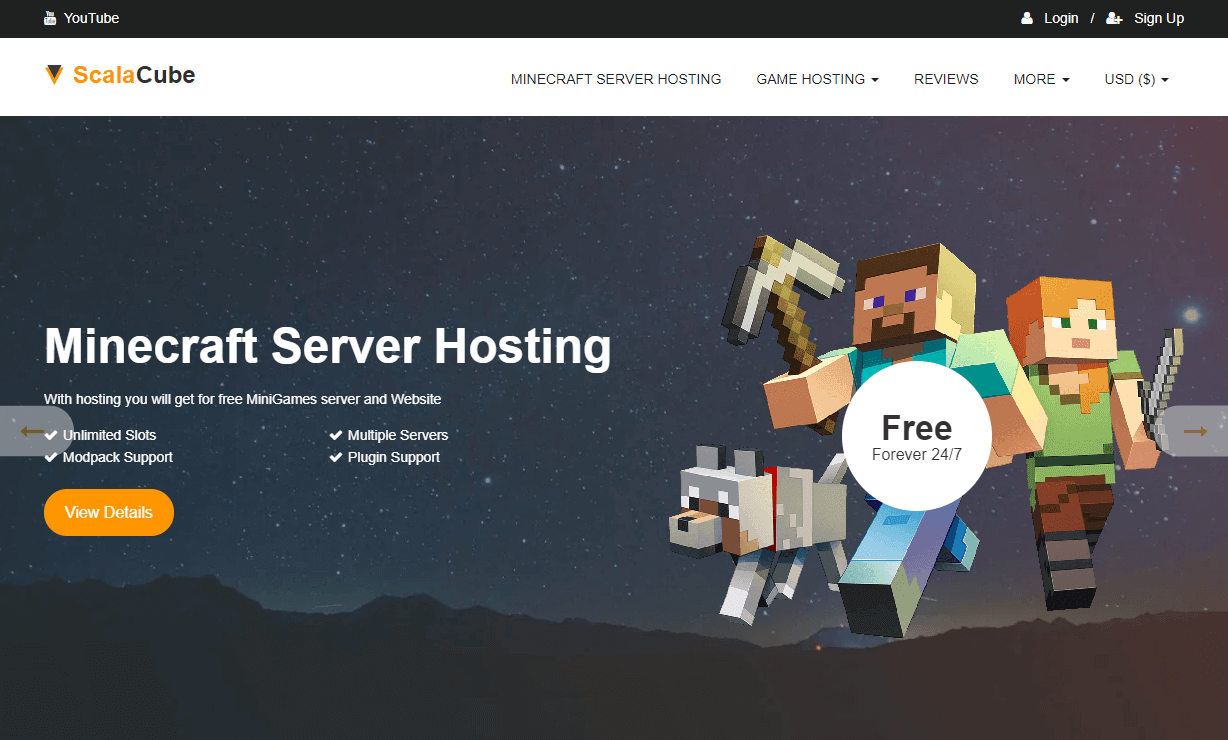 YouTube
Login / Sign Up
ScalaCube
MINECRAFT SERVER HOSTING GAME HOSTING REVIEWS MORE USD ($)
Minecraft Server Hosting
With hosting you will get for free MiniGames server and Website
Unlimited Slots
Multiple Servers
Modpack Support
Plugin Support
View Details
Free
Forever 24/7